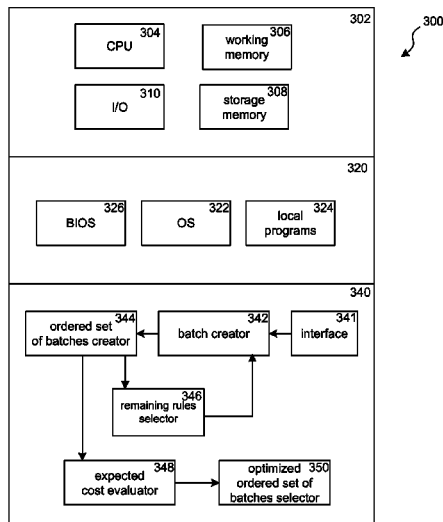 302
300
304
CPU
306
working
memory
310
I/O
308
storage
memory
320
326
BIOS
322
OS
324
local
programs
340
344
ordered set
of batches creator
342
batch creator
341
interface
346
remaining rules
selector
348
expected
cost evaluator
350
optimized
ordered set of
batches selector